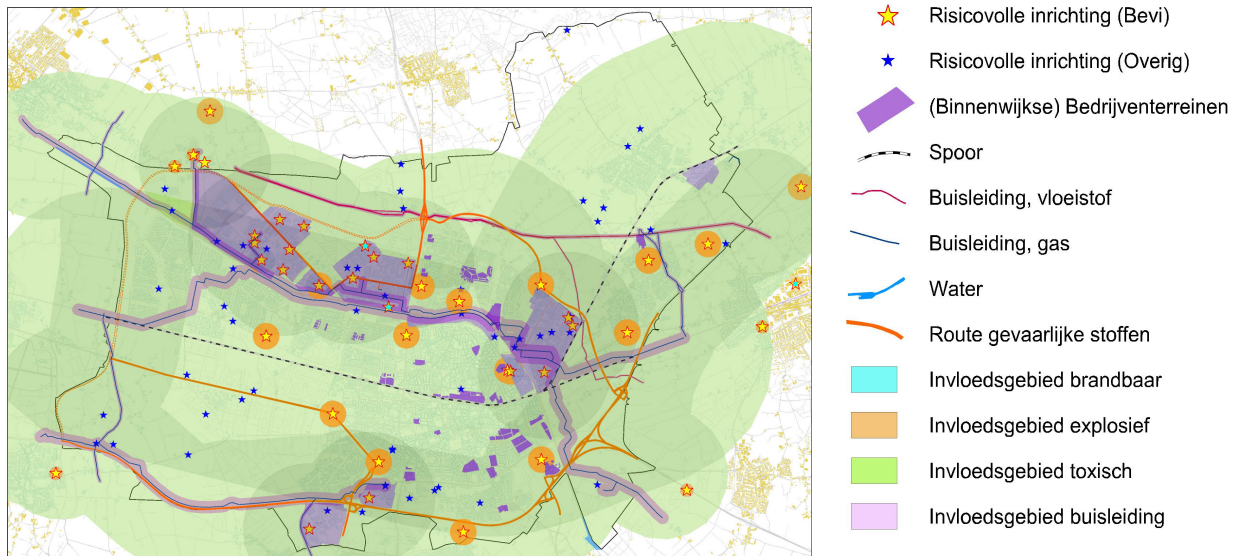 Risicovolle inrichting (Bevi)
Risicovolle inrichting (Overig)
(Binnenwijkse) Bedrijventerreinen
Spoor
Buisleiding, vloeistof
Buisleiding, gas
Water
Route gevaarlijke stoffen
Invloedsgebied brandbaar
Invloedsgebied explosief
Invloedsgebied toxisch
Invloedsgebied buisleiding